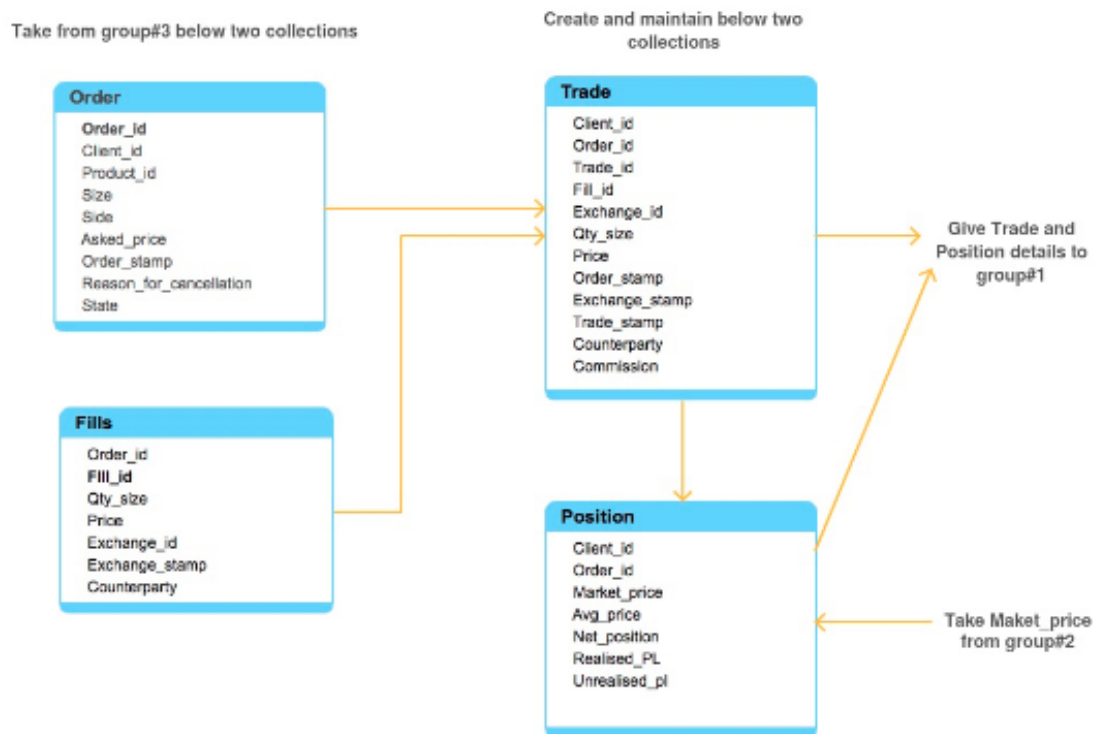 Take from group#3 below two collections
Create and maintain below two
collections
Order
Order_id
Client_id
Product_id
Size
Side
Asked_price
Order_stamp
Reason_for_cancellation
State
Fills
Order_id
Fill_id
Qty_size
Price
Exchange_id
Exchange_stamp
Counterparty
Trade
Client_id
Order_id
Trade_id
Fill_id
Exchange_id
Qty_size
Price
Order_stamp
Exchange_stamp
Trade_stamp
Counterparty
Commission
Position
Client_id
Order_id
Market_price
Avg_price
Net_position
Realised_PL
Unrealised_pl
Give Trade and
Position details to
group#1
Take Maket_price
from group#2